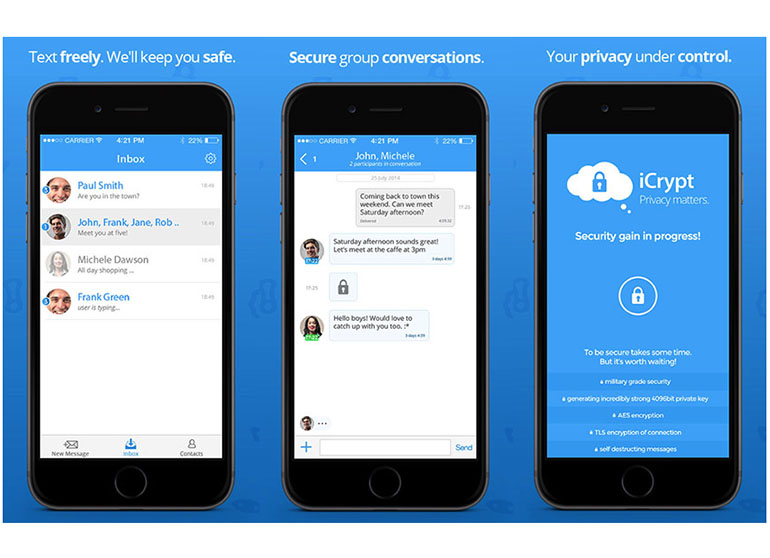 Text freely. We'll keep you safe.
●●●○○ CARRIER 4:21 PM 22%
Inbox
Paul Smith
18:46
Are you in the town?
3
John, Frank, Jane, Rob ..
18:46
Meet you at five!
Michele Dawson
18:46
All day shopping ...
3
Frank Green
18:46
user is typing...
New Message
Inbox
Contacts
Secure group conversations.
●●●○○ CARRIER 4:21 PM 22%
1
John, Michele
2 participants in conversation
25 July 2014
Coming back to town this
weekend. Can we meet
Saturday afternoon?
Delivered
17:25
Saturday afternoon sounds great!
Let's meet at the caffe at 3pm
17:25
Hello boys! Would love to
catch up with you too. :*
+
Send
Your privacy under control.
iCrypt
Privacy matters.
Security gain in progress!
To be secure takes some time.
But it's worth waiting!
military grade security
generating incredibly strong 4096bit private key
AES encryption
TLS encryption of connection
self destructing messages